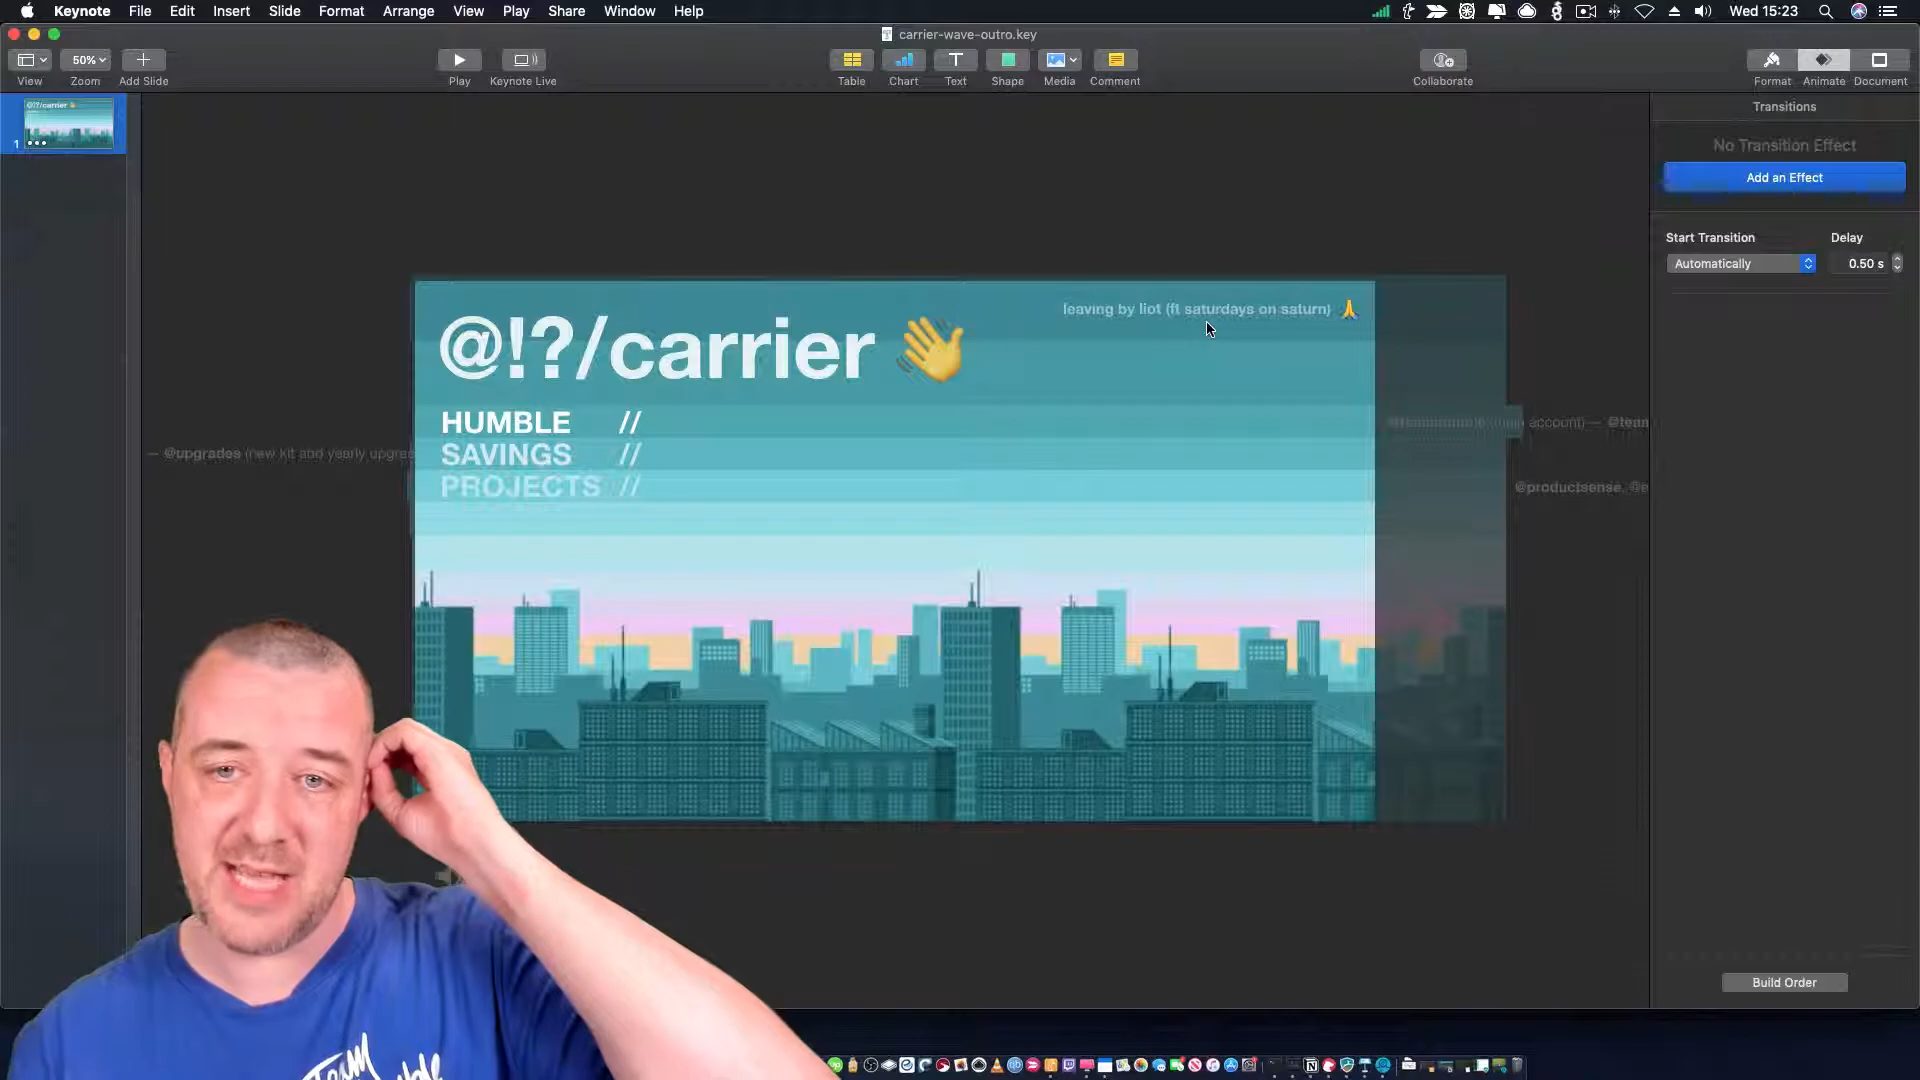 Keynote File Edit Insert Slide Format Arrange View Play Share Window Help Wed 15:23
carrier-wave-outro.key
50%
View Zoom Add Slide Play Keynote Live Table Chart Text Shape Media Comment Collaborate Format Animate Document
@!?/carrier 👋
1
Transitions
No Transition Effect
Add an Effect
Start Transition Delay
Automatically 0.50 s
leaving by liot (ft saturdays on saturn) 🙏
@!?/carrier 👋
HUMBLE //
SAVINGS //
PROJECTS //
— @upgrades (new kit and yearly upgra
account) — @team
@productsense,
Build Order
Team